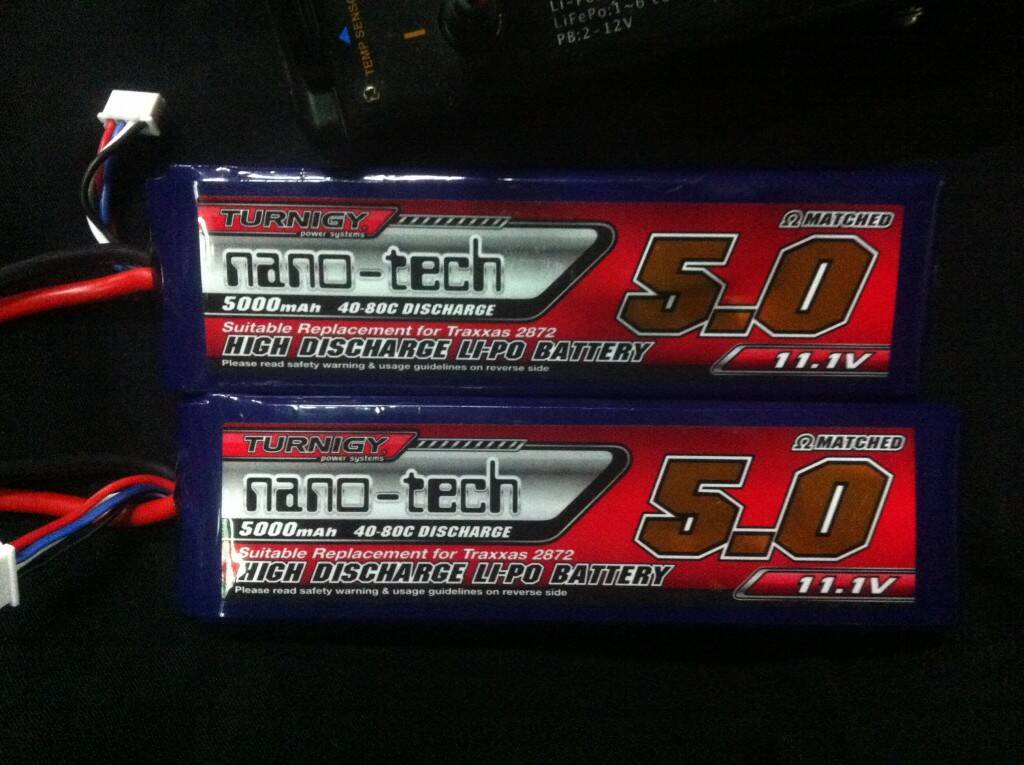 LiFePo:1~6
PB:2-12V
TEMP SENSO
TURNIGY
power systems
Ω MATCHED
nano-tech
5.0
5000mAh 40-80C DISCHARGE
Suitable Replacement for Traxxas 2872
HIGH DISCHARGE LI-PO BATTERY
11.1V
Please read safety warning & usage guidelines on reverse side
TURNIGY
power systems
Ω MATCHED
nano-tech
5.0
5000mAh 40-80C DISCHARGE
Suitable Replacement for Traxxas 2872
HIGH DISCHARGE LI-PO BATTERY
11.1V
Please read safety warning & usage guidelines on reverse side